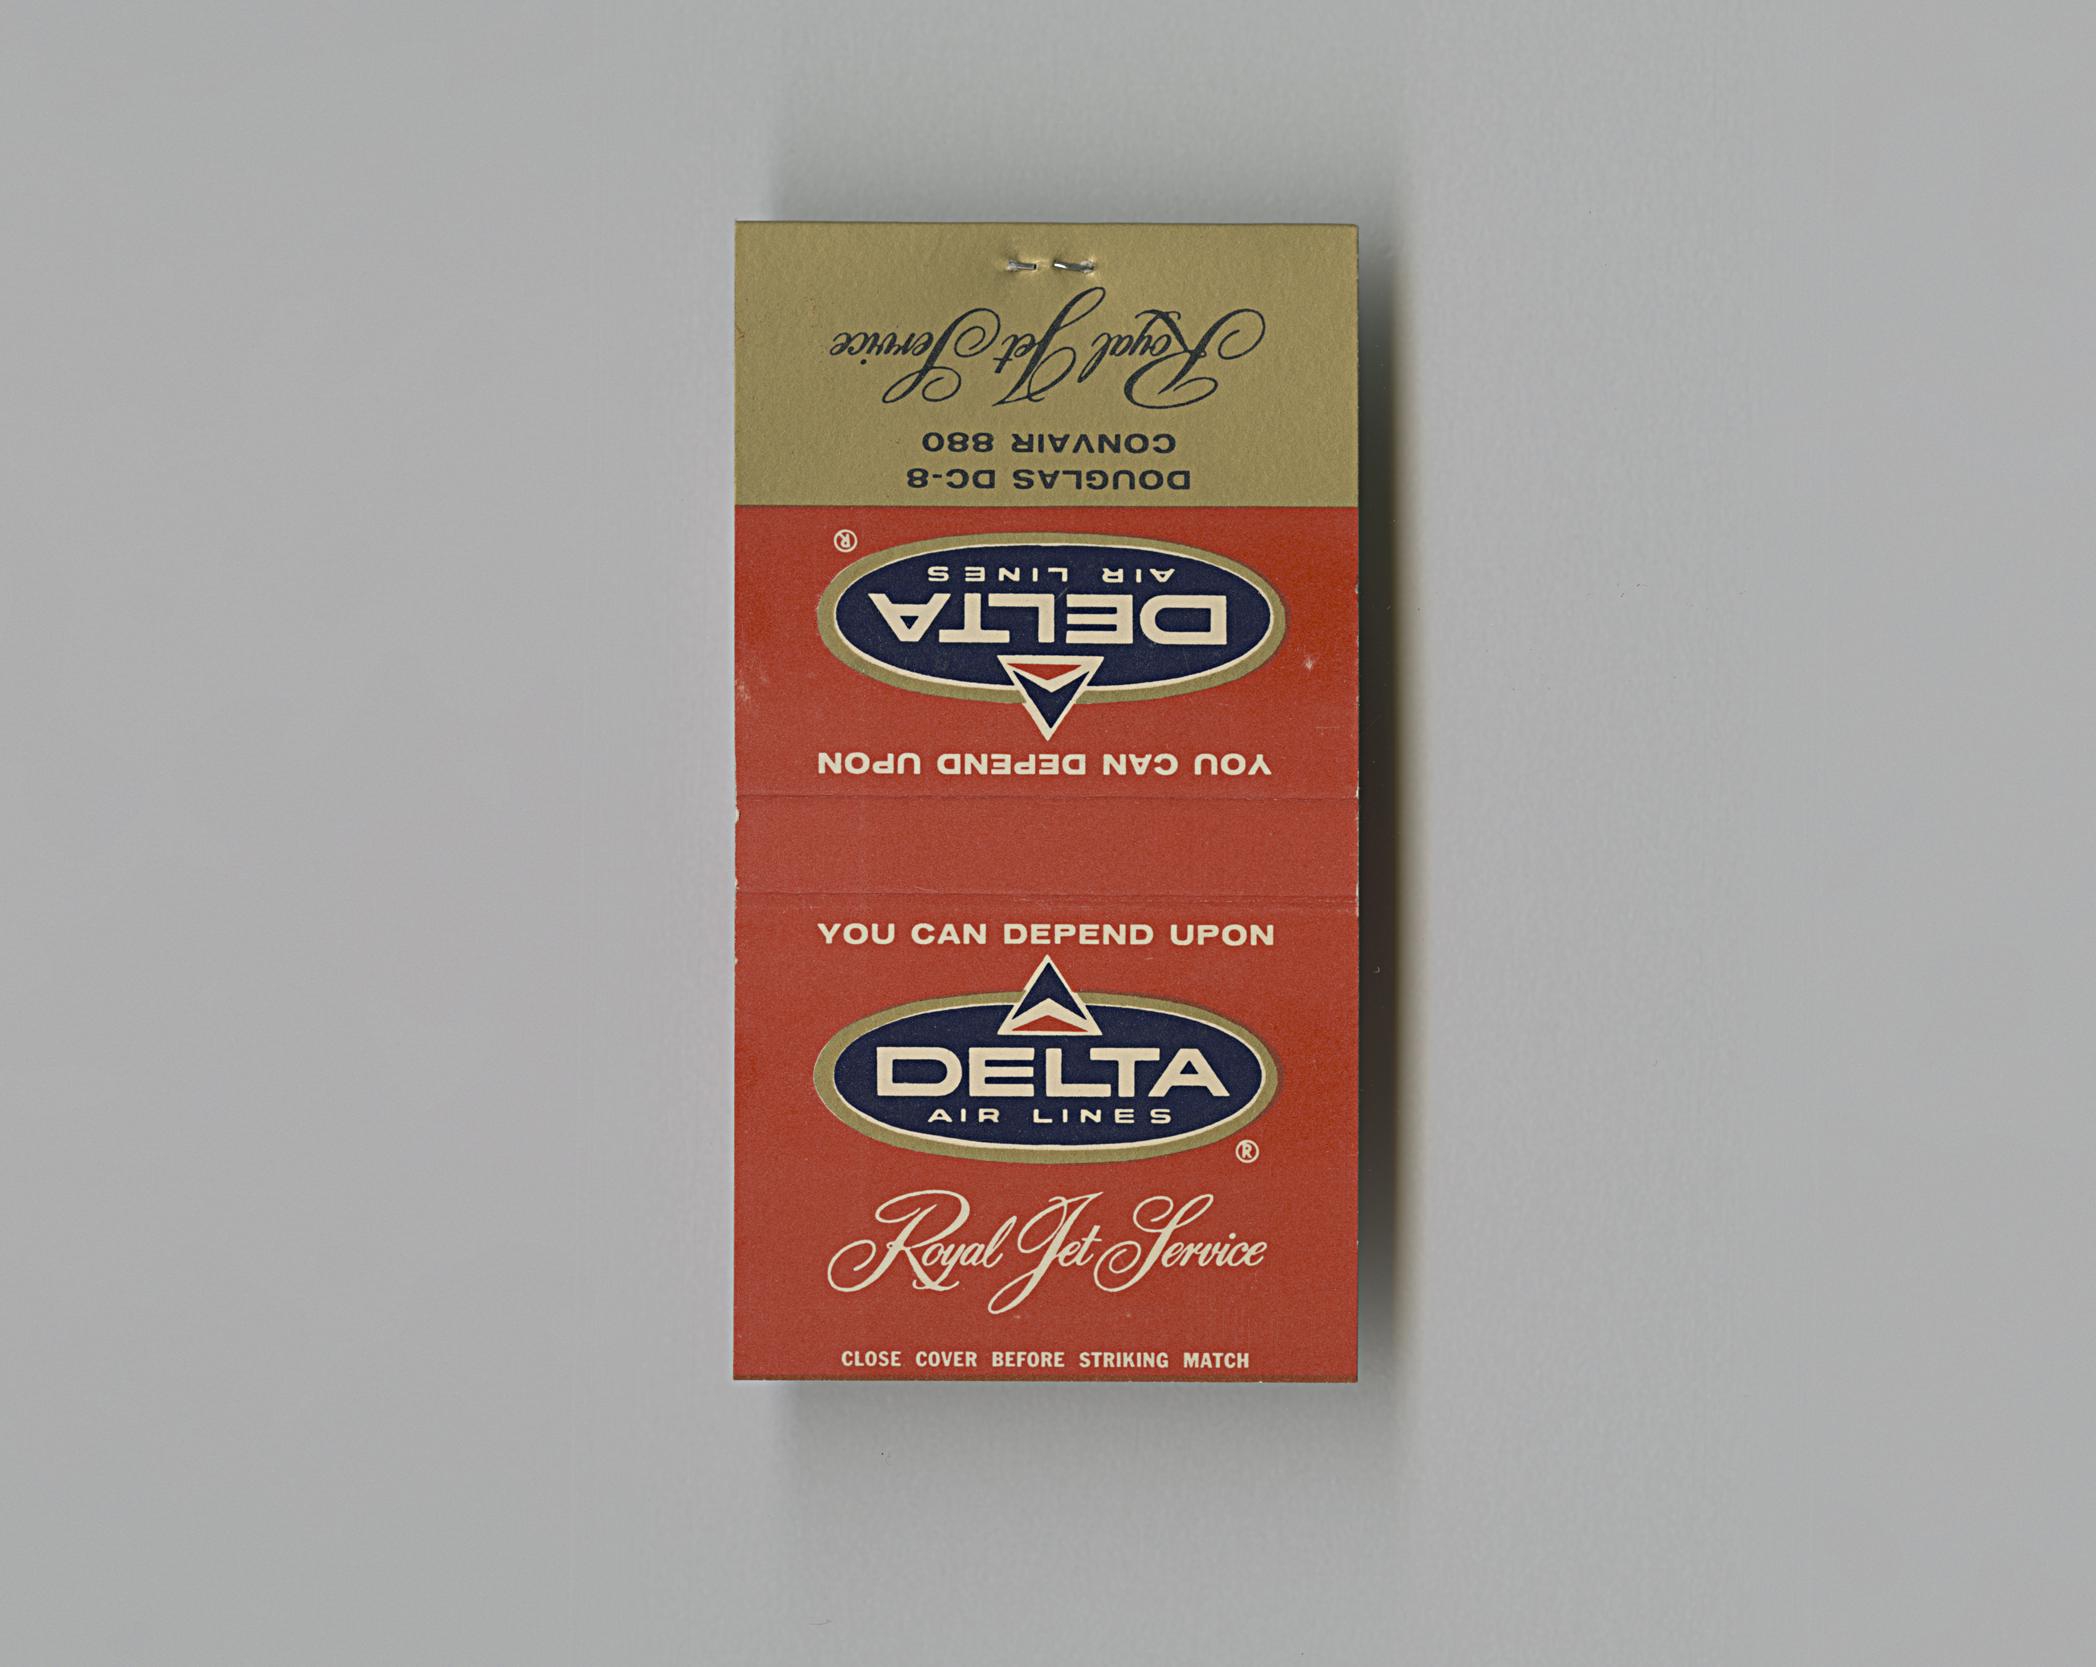 Royal Jet Service
CONVAIR 880
DOUGLAS DC-8
®
AIR LINES
DELTA
YOU CAN DEPEND UPON
YOU CAN DEPEND UPON
DELTA
AIR LINES
®
Royal Jet Service
CLOSE COVER BEFORE STRIKING MATCH